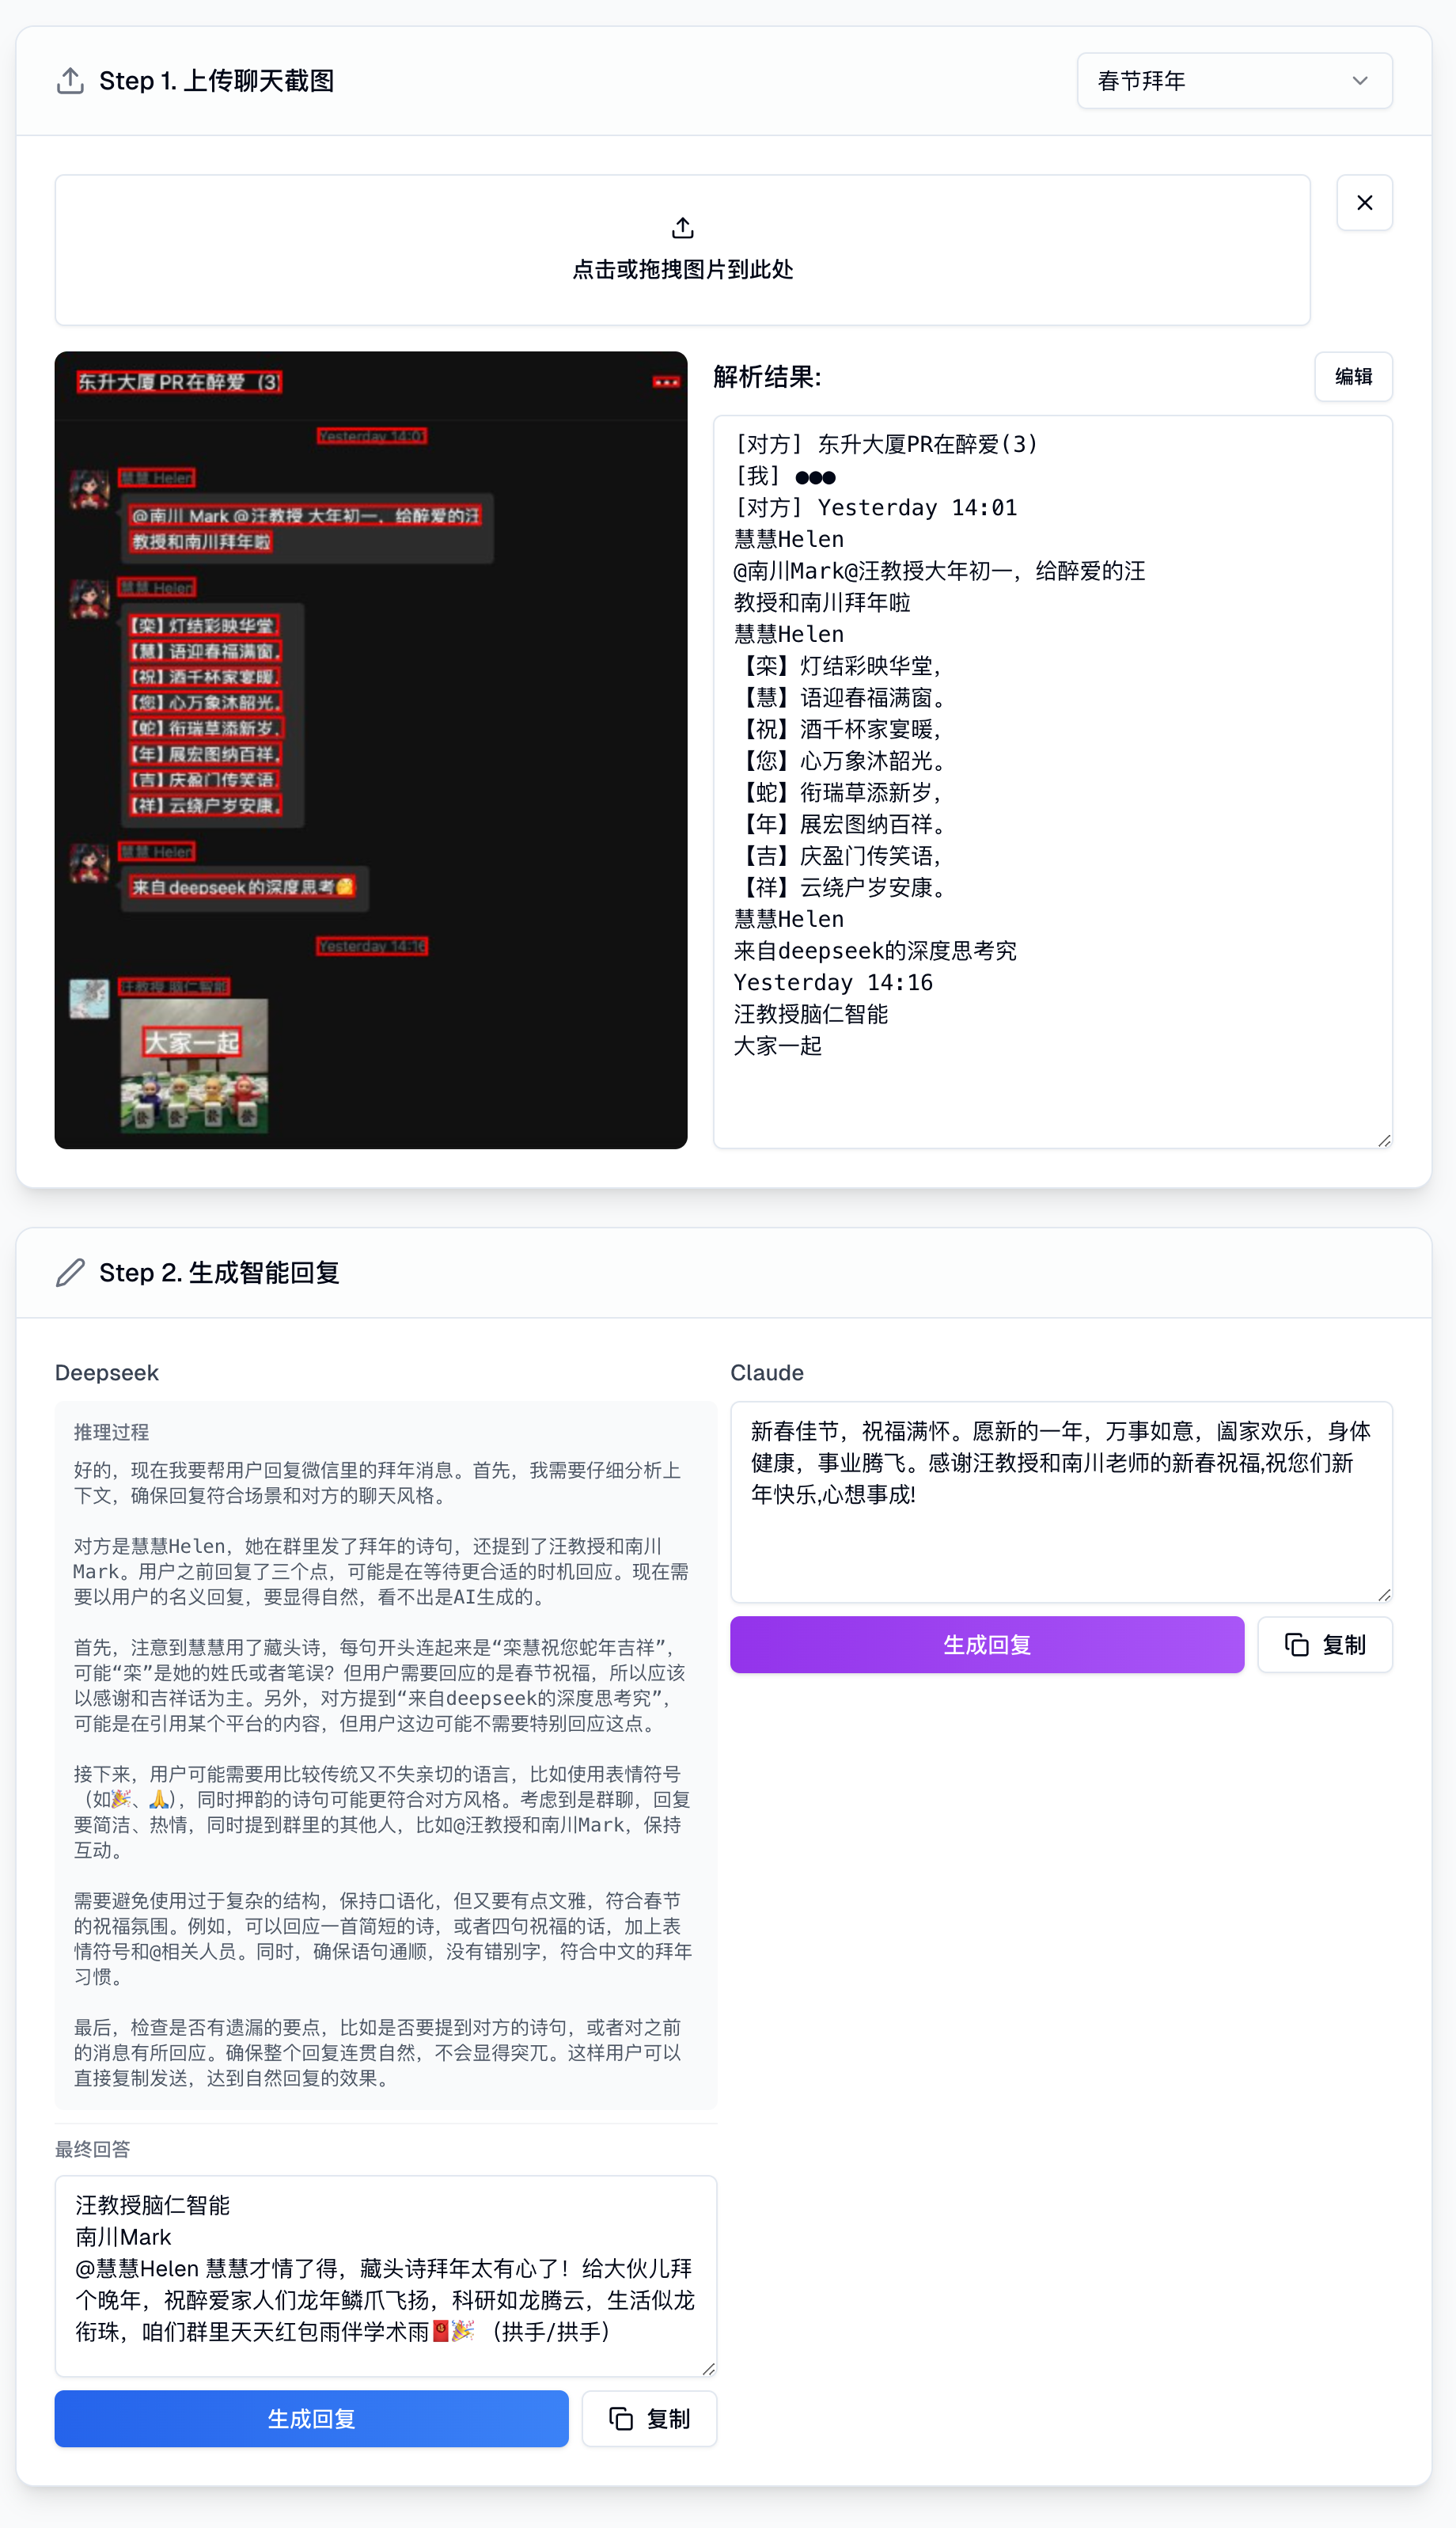 Step 1. 上传聊天截图
春节拜年
点击或拖拽图片到此处
东升大厦PR在醉爱（3）
Yesterday 14:01
慧慧 Helen
@南川 Mark @汪教授 大年初一，给醉爱的汪
教授和南川拜年啦
慧慧 Helen
【栾】灯结彩映华堂，
【慧】语迎春福满窗。
【祝】酒千杯家宴暖，
【您】心万象沐韶光。
【蛇】衔瑞草添新岁，
【年】展宏图纳百祥。
【吉】庆盈门传笑语，
【祥】云绕户岁安康。
慧慧 Helen
来自deepseek的深度思考🤔
Yesterday 14:16
汪教授 脑仁智能
大家一起
發 發 發 發
解析结果:
编辑
[对方] 东升大厦PR在醉爱(3)
[我] ●●●
[对方] Yesterday 14:01
慧慧Helen
@南川Mark@汪教授大年初一，给醉爱的汪
教授和南川拜年啦
慧慧Helen
【栾】灯结彩映华堂，
【慧】语迎春福满窗。
【祝】酒千杯家宴暖，
【您】心万象沐韶光。
【蛇】衔瑞草添新岁，
【年】展宏图纳百祥。
【吉】庆盈门传笑语，
【祥】云绕户岁安康。
慧慧Helen
来自deepseek的深度思考究
Yesterday 14:16
汪教授脑仁智能
大家一起
Step 2. 生成智能回复
Deepseek
推理过程
好的，现在我要帮用户回复微信里的拜年消息。首先，我需要仔细分析上
下文，确保回复符合场景和对方的聊天风格。
对方是慧慧Helen，她在群里发了拜年的诗句，还提到了汪教授和南川
Mark。用户之前回复了三个点，可能是在等待更合适的时机回应。现在需
要以用户的名义回复，要显得自然，看不出是AI生成的。
首先，注意到慧慧用了藏头诗，每句开头连起来是“栾慧祝您蛇年吉祥”，
可能“栾”是她的姓氏或者笔误？但用户需要回应的是春节祝福，所以应该
以感谢和吉祥话为主。另外，对方提到“来自deepseek的深度思考究”，
可能是在引用某个平台的内容，但用户这边可能不需要特别回应这点。
接下来，用户可能需要用比较传统又不失亲切的语言，比如使用表情符号
（如🎉、🙏），同时押韵的诗句可能更符合对方风格。考虑到是群聊，回复
要简洁、热情，同时提到群里的其他人，比如@汪教授和南川Mark，保持
互动。
需要避免使用过于复杂的结构，保持口语化，但又要有点文雅，符合春节
的祝福氛围。例如，可以回应一首简短的诗，或者四句祝福的话，加上表
情符号和@相关人员。同时，确保语句通顺，没有错别字，符合中文的拜年
习惯。
最后，检查是否有遗漏的要点，比如是否要提到对方的诗句，或者对之前
的消息有所回应。确保整个回复连贯自然，不会显得突兀。这样用户可以
直接复制发送，达到自然回复的效果。
最终回答
汪教授脑仁智能
南川Mark
@慧慧Helen 慧慧才情了得，藏头诗拜年太有心了！给大伙儿拜
个晚年，祝醉爱家人们龙年鳞爪飞扬，科研如龙腾云，生活似龙
衔珠，咱们群里天天红包雨伴学术雨🧧🎉（拱手/拱手）
生成回复
复制
Claude
新春佳节，祝福满怀。愿新的一年，万事如意，阖家欢乐，身体
健康，事业腾飞。感谢汪教授和南川老师的新春祝福,祝您们新
年快乐,心想事成!
生成回复
复制